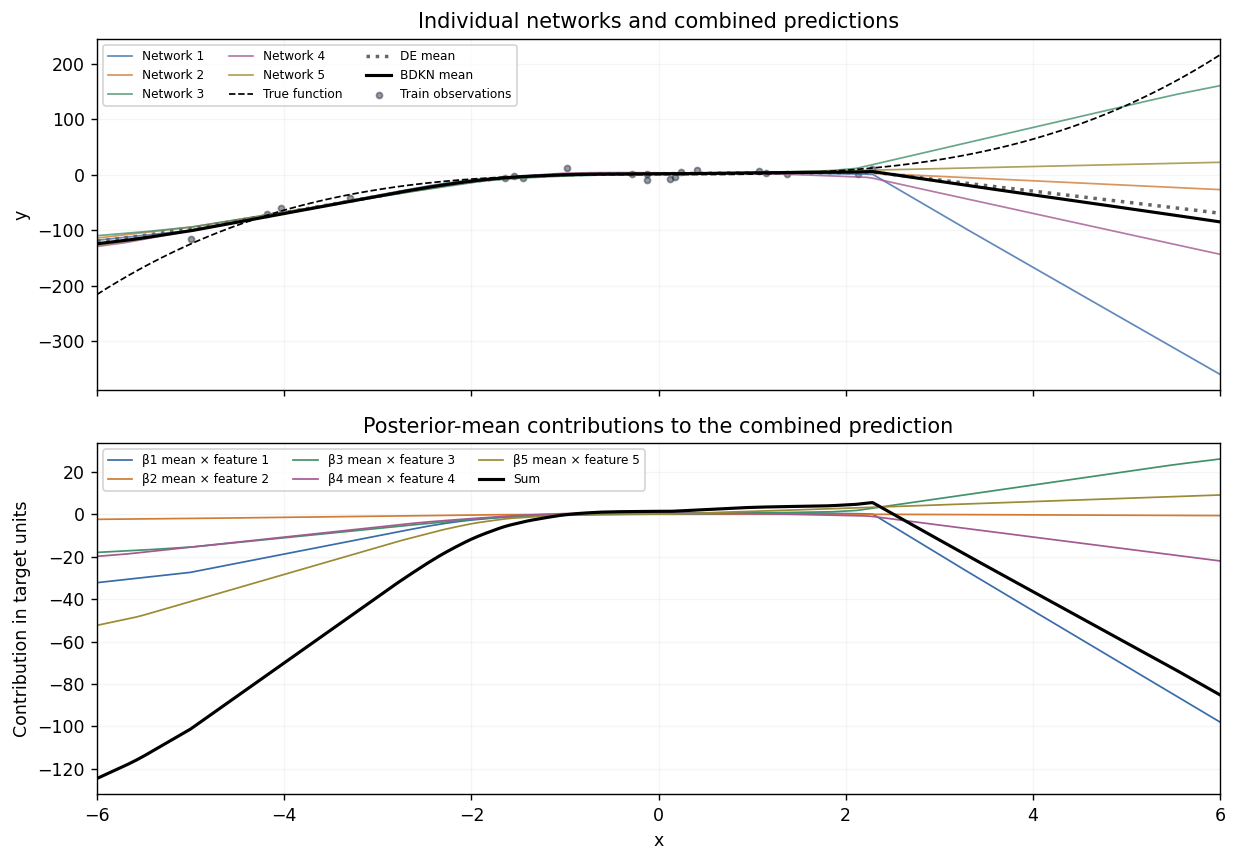 Individual networks and combined predictions
Network 1
Network 2
Network 3
Network 4
Network 5
True function
DE mean
BDKN mean
Train observations
200
100
0
−100
−200
−300
y
Posterior-mean contributions to the combined prediction
β1 mean × feature 1
β2 mean × feature 2
β3 mean × feature 3
β4 mean × feature 4
β5 mean × feature 5
Sum
20
0
−20
−40
−60
−80
−100
−120
Contribution in target units
−6 −4 −2 0 2 4 6
x